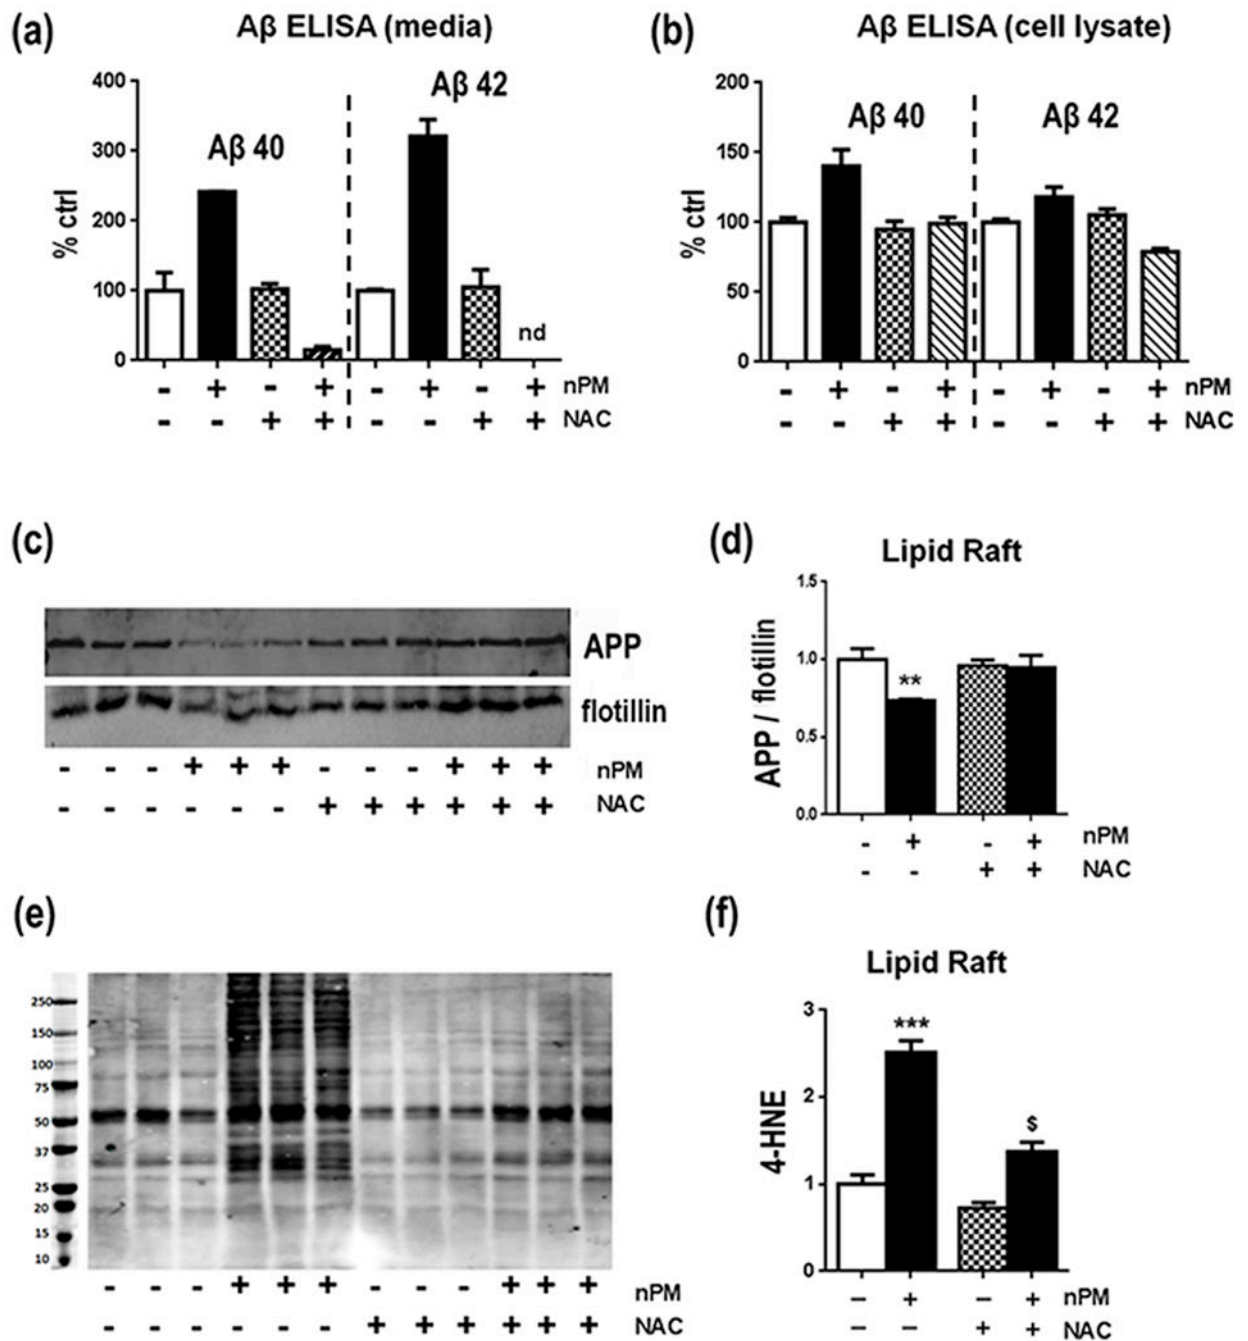 (a) Aβ ELISA (media)
400
300
200
100
0
% ctrl
Aβ 40
Aβ 42
nd
- + - + - + - + nPM
- - + + - - + + NAC
(b) Aβ ELISA (cell lysate)
200
150
100
50
0
% ctrl
Aβ 40
Aβ 42
- + - + - + - + nPM
- - + + - - + + NAC
(c)
APP
flotillin
- - - + + + - - - + + + nPM
- - - - - - + + + + + + NAC
(d)
Lipid Raft
1.5
1.0
0.5
0.0
APP / flotillin
**
- + - + nPM
- - + + NAC
(e)
250
150
100
75
50
37
25
20
15
10
- - - + + + - - - + + + nPM
- - - - - - + + + + + + NAC
(f)
Lipid Raft
3
2
1
0
4-HNE
***
$
– + – + nPM
– – + + NAC